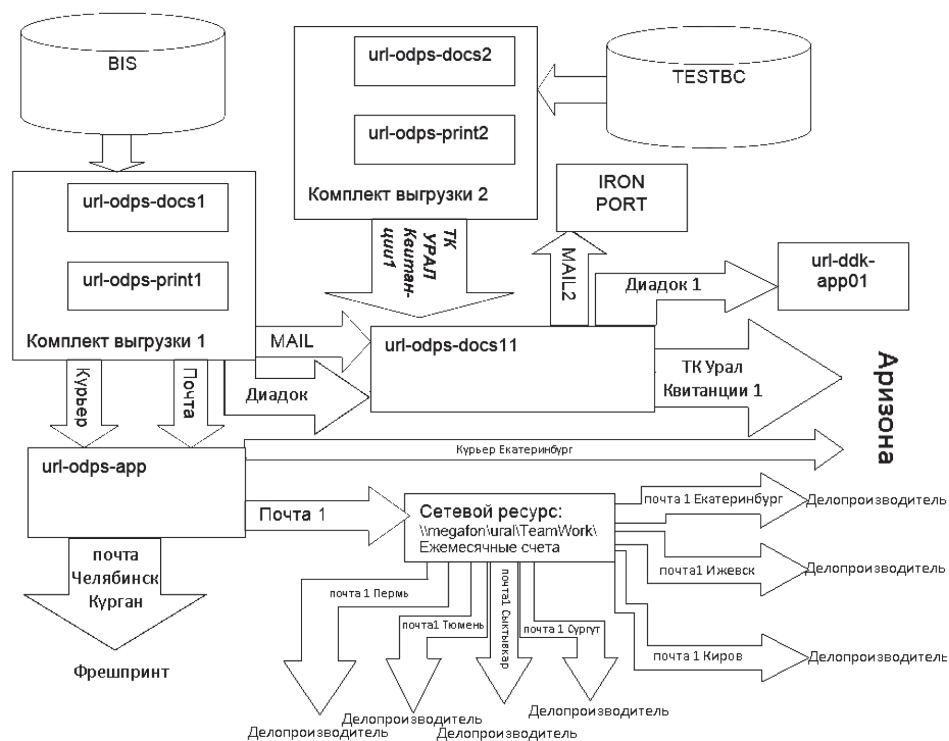 BIS
url-odps-docs2
TESTBC
url-odps-print2
Комплект выгрузки 2
url-odps-docs1
url-odps-print1
Комплект выгрузки 1
IRON
PORT
ТК
УРАЛ
Квитан-
ции1
MAIL2
Диадок 1
url-ddk-
app01
MAIL
url-odps-docs11
ТК Урал
Квитанции 1
Аризона
Курьер
Почта
Диадок
url-odps-app
Курьер Екатеринбург
Почта 1
Сетевой ресурс:
\\megafon\ural\TeamWork\
Ежемесячные счета
почта 1 Екатеринбург
Делопроизводитель
почта1 Ижевск
Делопроизводитель
почта 1 Киров
Делопроизводитель
почта
Челябинск
Курган
Фрешпринт
почта 1 Пермь
почта1 Тюмень
почта1 Сыктывкар
почта 1 Сургут
Делопроизводитель
Делопроизводитель
Делопроизводитель
Делопроизводитель